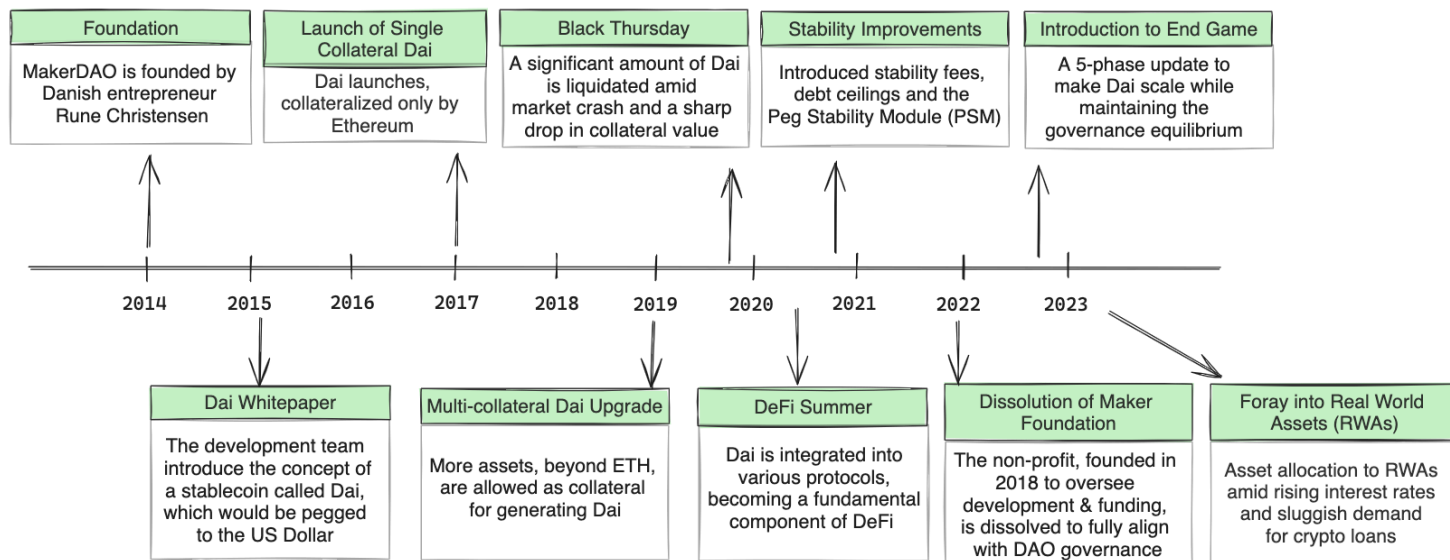 Foundation
MakerDAO is founded by
Danish entrepreneur
Rune Christensen
Launch of Single
Collateral Dai
Dai launches,
collateralized only by
Ethereum
Black Thursday
A significant amount of Dai
is liquidated amid
market crash and a sharp
drop in collateral value
Stability Improvements
Introduced stability fees,
debt ceilings and the
Peg Stability Module (PSM)
Introduction to End Game
A 5-phase update to
make Dai scale while
maintaining the
governance equilibrium
2014 2015 2016 2017 2018 2019 2020 2021 2022 2023
Dai Whitepaper
The development team
introduce the concept of
a stablecoin called Dai,
which would be pegged
to the US Dollar
Multi-collateral Dai Upgrade
More assets, beyond ETH,
are allowed as collateral
for generating Dai
DeFi Summer
Dai is integrated into
various protocols,
becoming a fundamental
component of DeFi
Dissolution of Maker
Foundation
The non-profit, founded in
2018 to oversee
development & funding,
is dissolved to fully align
with DAO governance
Foray into Real World
Assets (RWAs)
Asset allocation to RWAs
amid rising interest rates
and sluggish demand
for crypto loans